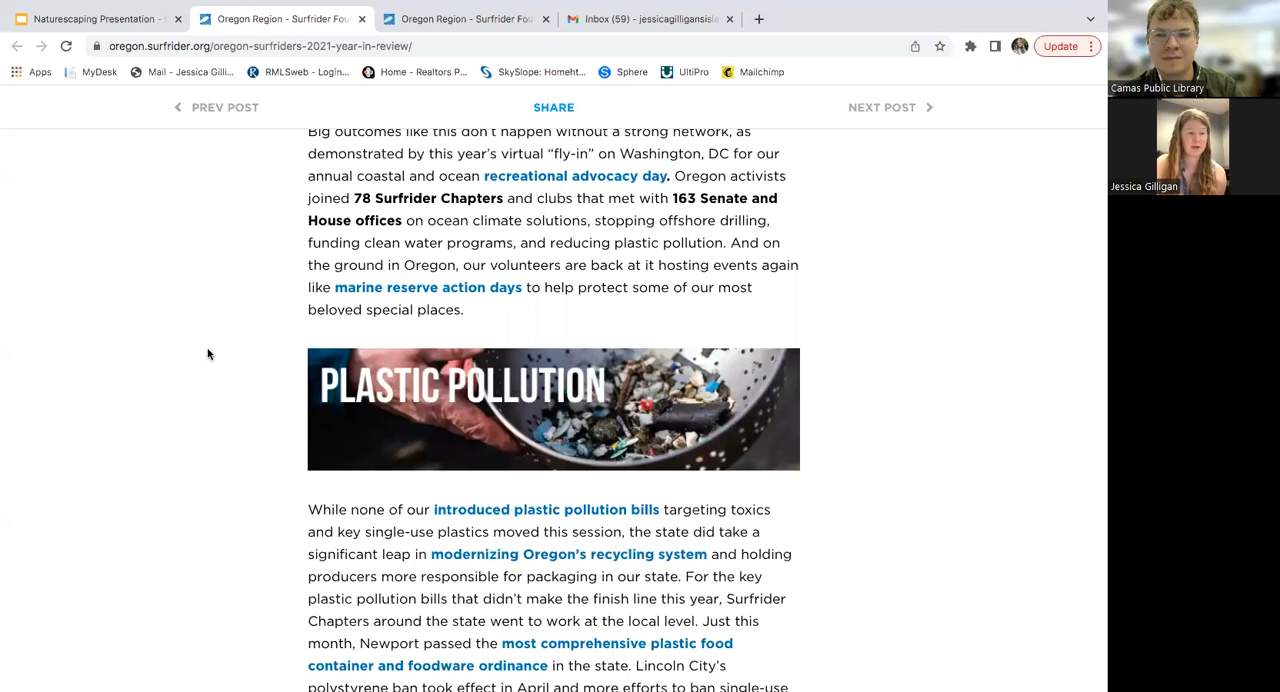 Naturescaping Presentation -
Oregon Region - Surfrider Fou
Oregon Region - Surfrider Fou
Inbox (59) - jessicagilligansisla
oregon.surfrider.org/oregon-surfriders-2021-year-in-review/
Update
Apps
MyDesk
Mail - Jessica Gilli...
RMLSweb - Login...
Home - Realtors P...
SkySlope: Homeht...
Sphere
UltiPro
Mailchimp
PREV POST
SHARE
NEXT POST
Big outcomes like this don't happen without a strong network, as
demonstrated by this year's virtual “fly-in” on Washington, DC for our
annual coastal and ocean recreational advocacy day. Oregon activists
joined 78 Surfrider Chapters and clubs that met with 163 Senate and
House offices on ocean climate solutions, stopping offshore drilling,
funding clean water programs, and reducing plastic pollution. And on
the ground in Oregon, our volunteers are back at it hosting events again
like marine reserve action days to help protect some of our most
beloved special places.
PLASTIC POLLUTION
While none of our introduced plastic pollution bills targeting toxics
and key single-use plastics moved this session, the state did take a
significant leap in modernizing Oregon's recycling system and holding
producers more responsible for packaging in our state. For the key
plastic pollution bills that didn't make the finish line this year, Surfrider
Chapters around the state went to work at the local level. Just this
month, Newport passed the most comprehensive plastic food
container and foodware ordinance in the state. Lincoln City's
polystyrene ban took effect in April and more efforts to ban single-use
Camas Public Library
Jessica Gilligan